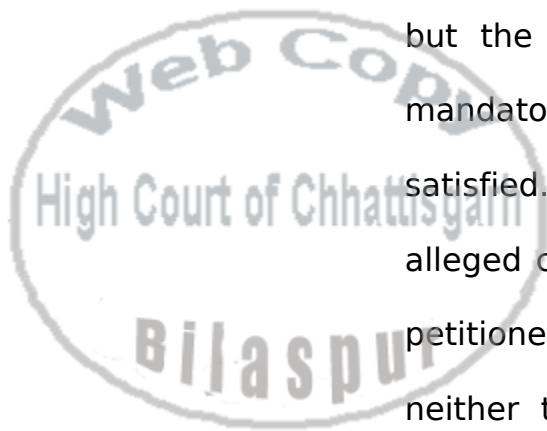 but the
Web Copy
mandato
High Court of Chhattisgarh
satisfied.
alleged
petitione
Bilaspur
neither t